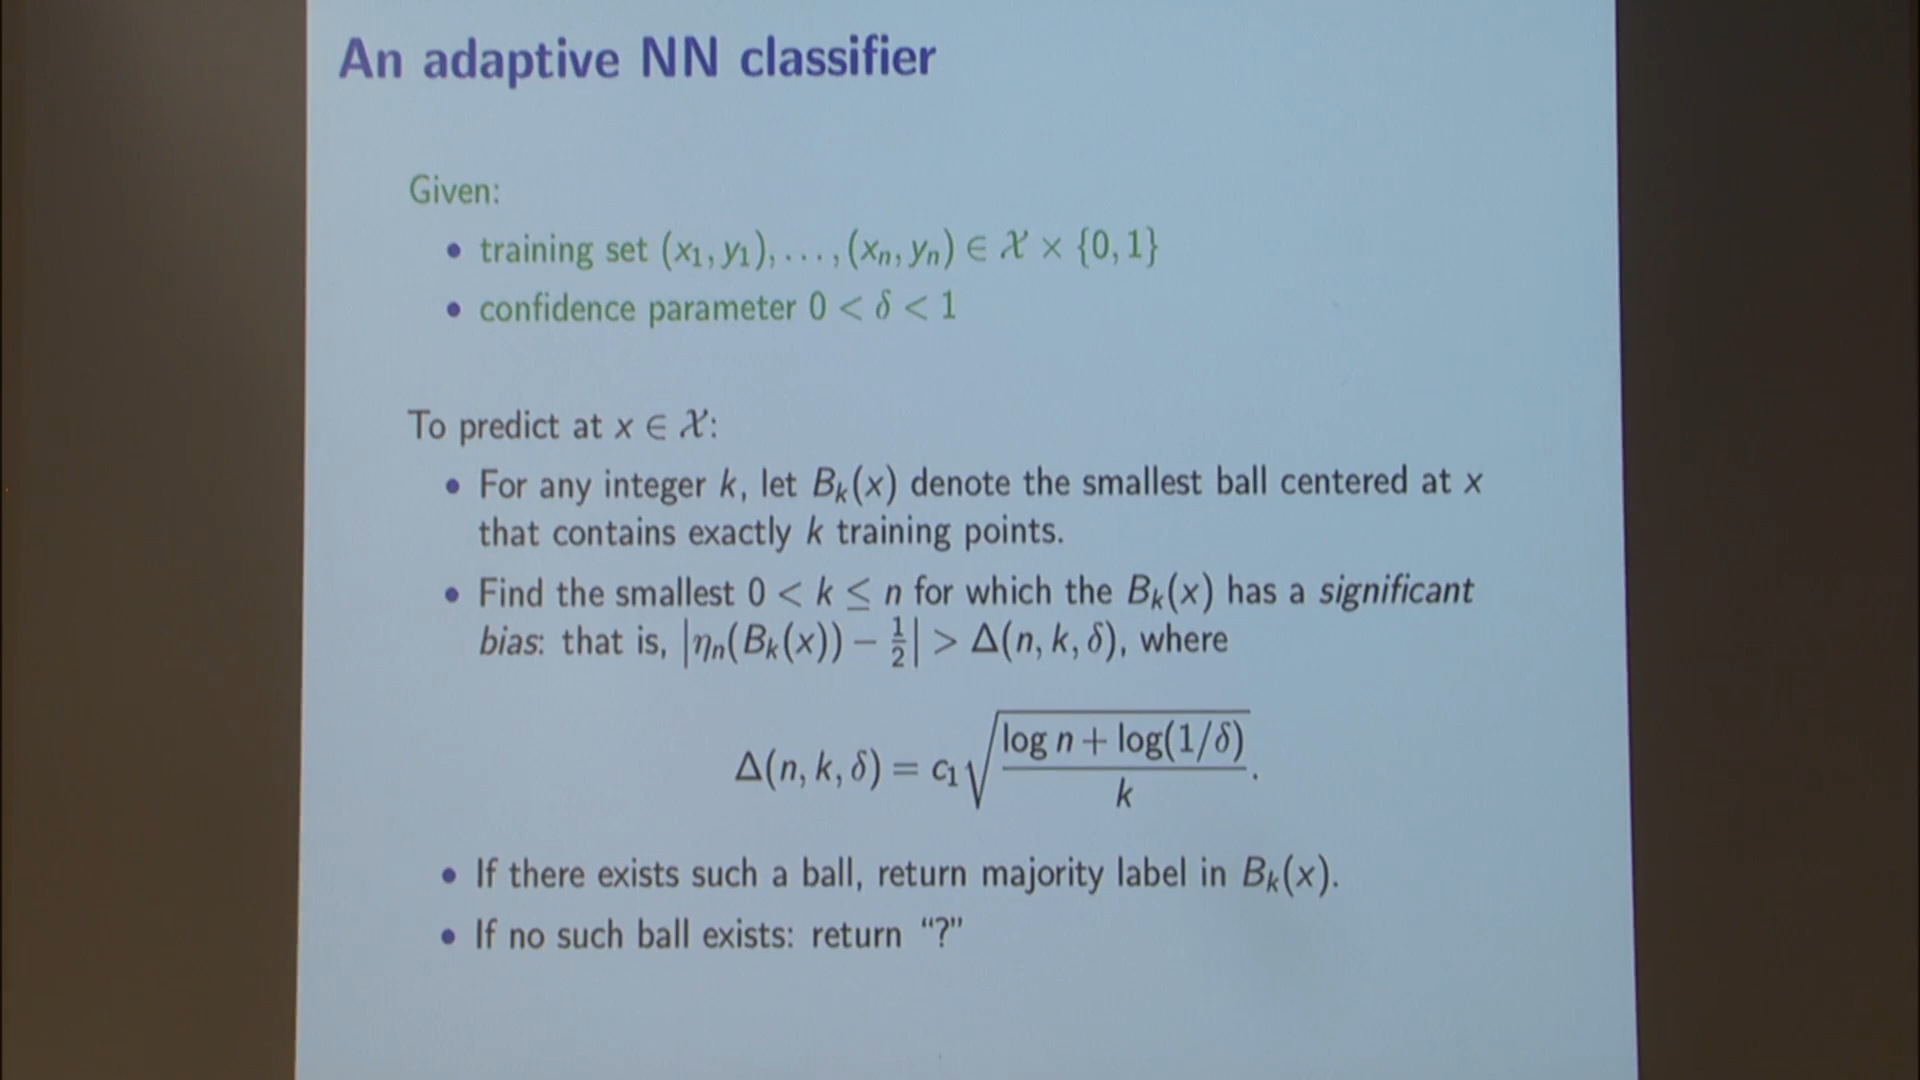 An adaptive NN classifier
Given:
• training set (x₁, y₁), . . . , (xₙ, yₙ) ∈ 𝒳 × {0, 1}
• confidence parameter 0 < δ < 1
To predict at x ∈ 𝒳:
• For any integer k, let Bₖ(x) denote the smallest ball centered at x
that contains exactly k training points.
• Find the smallest 0 < k ≤ n for which the Bₖ(x) has a significant
bias: that is, |ηₙ(Bₖ(x)) − 1/2| > Δ(n, k, δ), where
Δ(n, k, δ) = c₁√((log n + log(1/δ))/k).
• If there exists such a ball, return majority label in Bₖ(x).
• If no such ball exists: return “?”